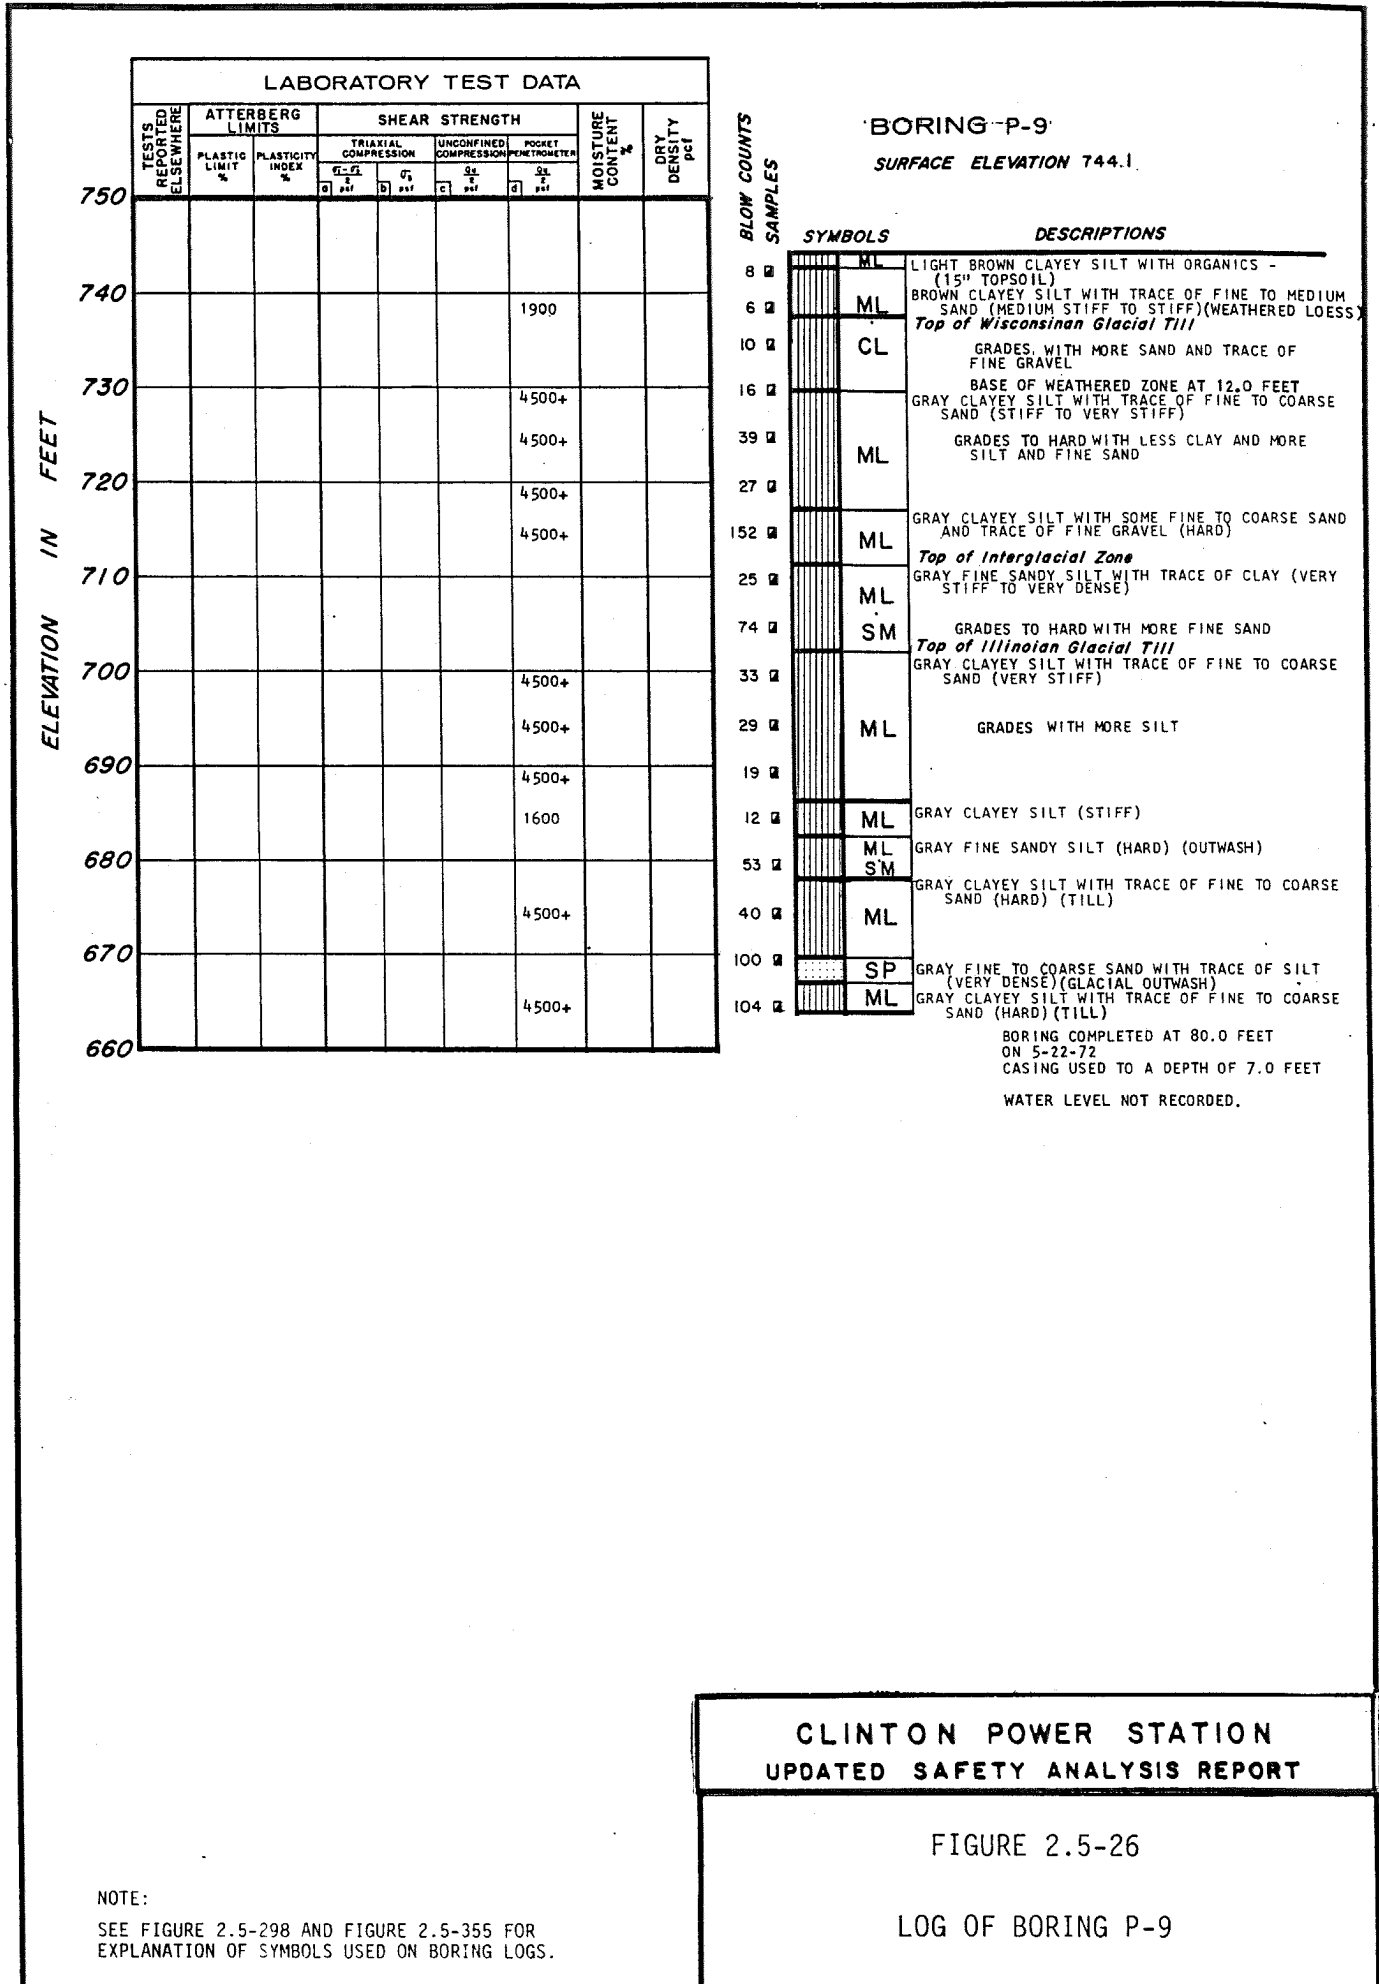 LABORATORY TEST DATA
TESTS REPORTED ELSEWHERE
ATTERBERG LIMITS
PLASTIC LIMIT %
PLASTICITY INDEX %
SHEAR STRENGTH
TRIAXIAL COMPRESSION
UNCONFINED COMPRESSION
POCKET PENETROMETER
a psf
b psf
c psf
d psf
MOISTURE CONTENT %
DRY DENSITY pcf
ELEVATION IN FEET
750
740
730
720
710
700
690
680
670
660
1900
4500+
4500+
4500+
4500+
4500+
4500+
4500+
1600
4500+
4500+
BORING P-9
SURFACE ELEVATION 744.1
BLOW COUNTS
SAMPLES
SYMBOLS
DESCRIPTIONS
8
ML
LIGHT BROWN CLAYEY SILT WITH ORGANICS -
(15" TOPSOIL)
6
ML
BROWN CLAYEY SILT WITH TRACE OF FINE TO MEDIUM
SAND (MEDIUM STIFF TO STIFF)(WEATHERED LOESS)
Top of Wisconsinan Glacial Till
10
CL
GRADES, WITH MORE SAND AND TRACE OF
FINE GRAVEL
16
BASE OF WEATHERED ZONE AT 12.0 FEET
GRAY CLAYEY SILT WITH TRACE OF FINE TO COARSE
SAND (STIFF TO VERY STIFF)
39
ML
GRADES TO HARD WITH LESS CLAY AND MORE
SILT AND FINE SAND
27
GRAY CLAYEY SILT WITH SOME FINE TO COARSE SAND
AND TRACE OF FINE GRAVEL (HARD)
152
ML
Top of Interglacial Zone
25
GRAY FINE SANDY SILT WITH TRACE OF CLAY (VERY
STIFF TO VERY DENSE)
ML
74
SM
GRADES TO HARD WITH MORE FINE SAND
Top of Illinoian Glacial Till
33
GRAY CLAYEY SILT WITH TRACE OF FINE TO COARSE
SAND (VERY STIFF)
29
ML
GRADES WITH MORE SILT
19
12
ML
GRAY CLAYEY SILT (STIFF)
ML
GRAY FINE SANDY SILT (HARD) (OUTWASH)
53
SM
GRAY CLAYEY SILT WITH TRACE OF FINE TO COARSE
SAND (HARD) (TILL)
40
ML
100
SP
GRAY FINE TO COARSE SAND WITH TRACE OF SILT
(VERY DENSE)(GLACIAL OUTWASH)
104
ML
GRAY CLAYEY SILT WITH TRACE OF FINE TO COARSE
SAND (HARD)(TILL)
BORING COMPLETED AT 80.0 FEET
ON 5-22-72
CASING USED TO A DEPTH OF 7.0 FEET
WATER LEVEL NOT RECORDED.
CLINTON POWER STATION
UPDATED SAFETY ANALYSIS REPORT
FIGURE 2.5-26
LOG OF BORING P-9
NOTE:
SEE FIGURE 2.5-298 AND FIGURE 2.5-355 FOR
EXPLANATION OF SYMBOLS USED ON BORING LOGS.